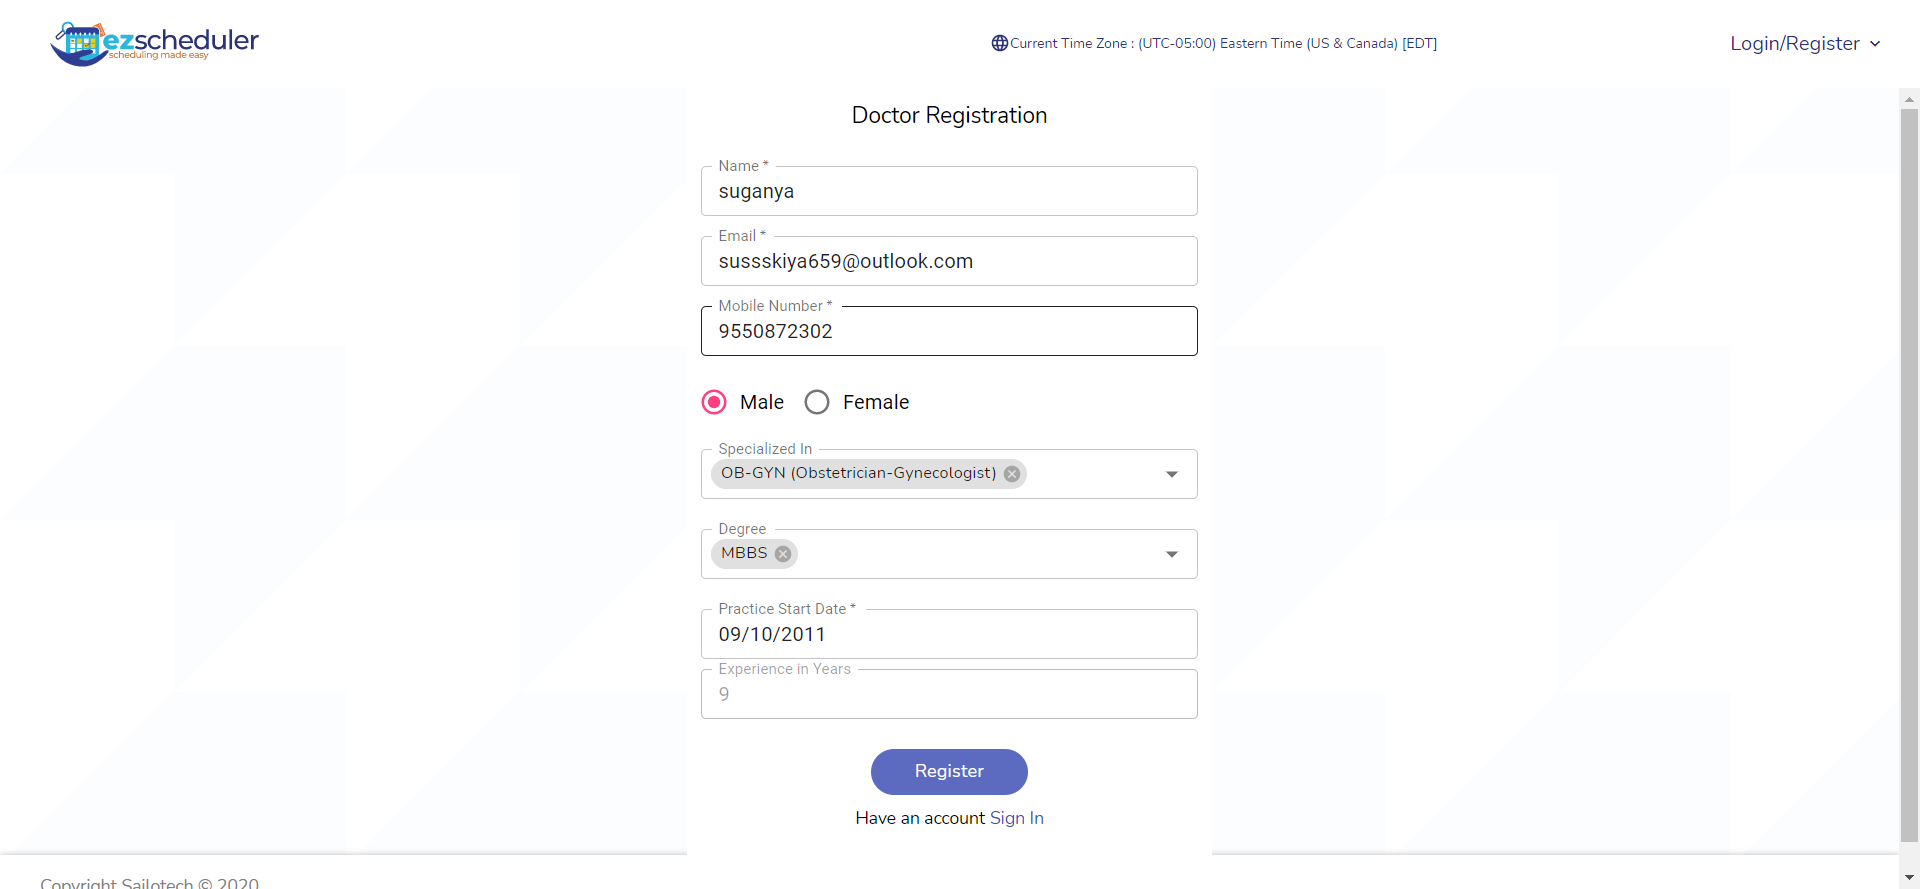 ezscheduler
scheduling made easy
Current Time Zone : (UTC-05:00) Eastern Time (US & Canada) [EDT]
Login/Register
Doctor Registration
Name *
suganya
Email *
sussskiya659@outlook.com
Mobile Number *
9550872302
Male Female
Specialized In
OB-GYN (Obstetrician-Gynecologist)
Degree
MBBS
Practice Start Date *
09/10/2011
Experience in Years
9
Register
Have an account Sign In
Copyright Sailotech © 2020